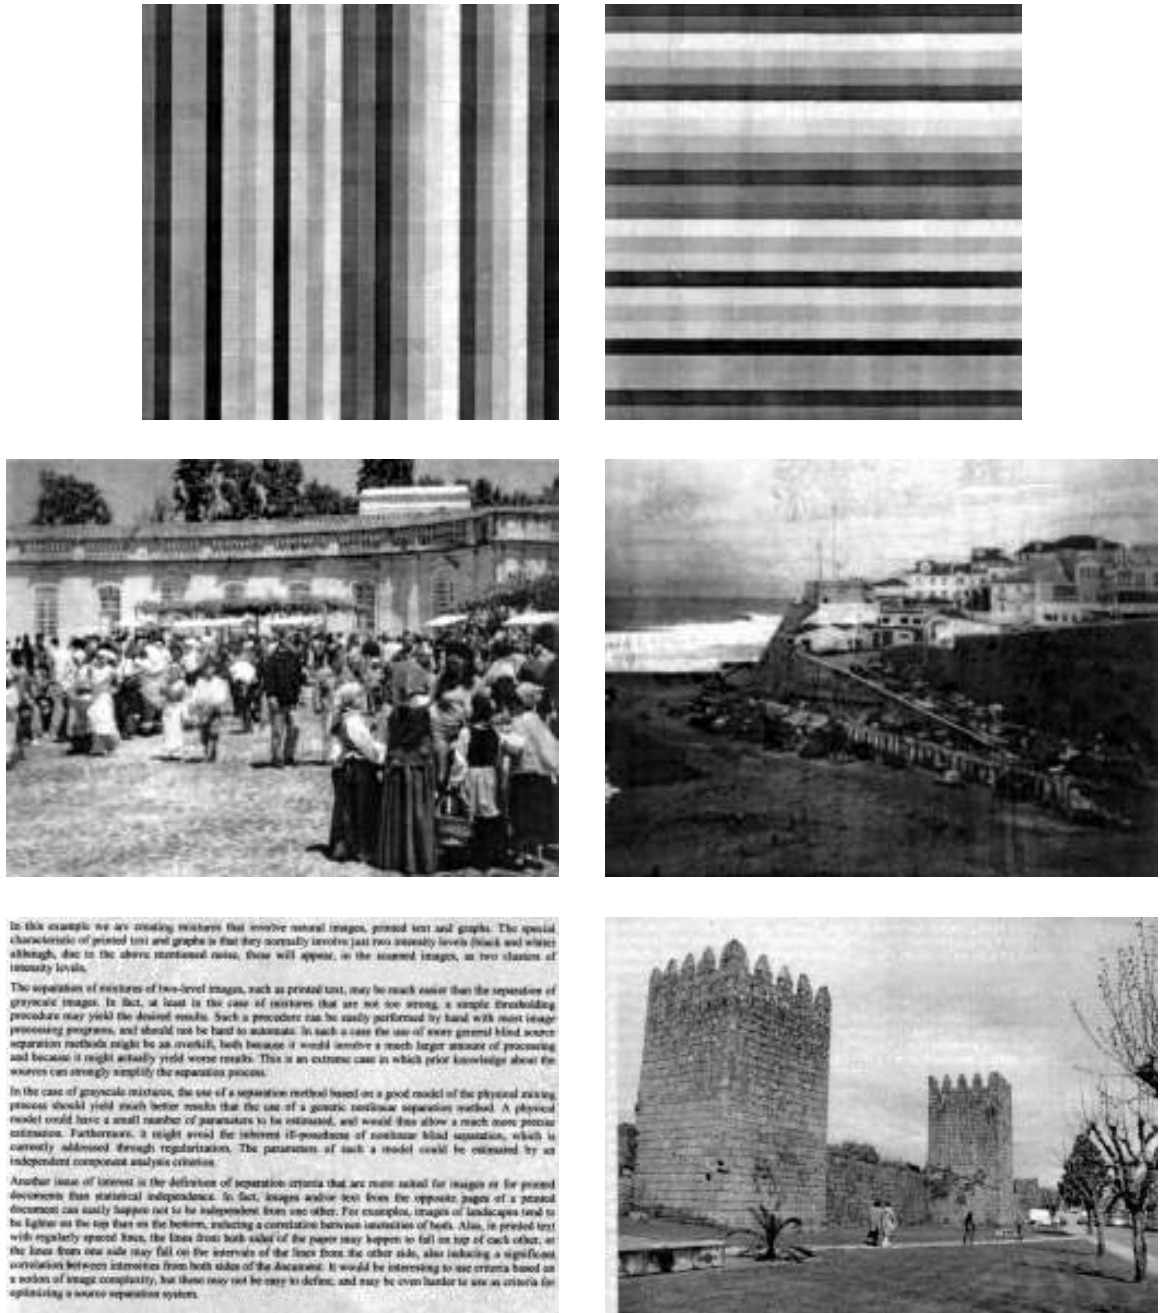 In this example we are creating mixtures that involve natural images, printed text and graphs. The special
characteristic of printed text and graphs is that they normally involve just two intensity levels (black and white)
although, due to the above mentioned noise, these will appear, in the scanned images, as two clusters of
intensity levels.
The separation of mixtures of two-level images, such as printed text, may be much easier than the separation of
grayscale images. In fact, at least in the case of mixtures that are not too strong, a simple thresholding
procedure may yield the desired results. Such a procedure can be easily performed by hand with most image
processing programs, and should not be hard to automate. In such a case the use of more general blind source
separation methods might be an overkill, both because it would involve a much larger amount of processing
and because it might actually yield worse results. This is an extreme case in which prior knowledge about the
sources can strongly simplify the separation process.
In the case of grayscale mixtures, the use of a separation method based on a good model of the physical mixing
process should yield much better results that the use of a generic nonlinear separation method. A physical
model could have a small number of parameters to be estimated, and would thus allow a much more precise
estimation. Furthermore, it might avoid the inherent ill-posedness of nonlinear blind separation, which is
currently addressed through regularization. The parameters of such a model could be estimated by an
independent component analysis criterion.
Another issue of interest is the definition of separation criteria that are more suited for images or for printed
documents than statistical independence. In fact, images and/or text from the opposite pages of a printed
document can easily happen not to be independent from one other. For examples, images of landscapes tend to
be lighter on the top than on the bottom, inducing a correlation between intensities of both. Also, in printed text
with regularly spaced lines, the lines from both sides of the paper may happen to fall on top of each other, or
the lines from one side may fall on the intervals of the lines from the other side, also inducing a significant
correlation between intensities from both sides of the document. It would be interesting to use criteria based on
a notion of image complexity, but these may not be easy to define, and may be even harder to use as criteria for
optimizing a source separation system.